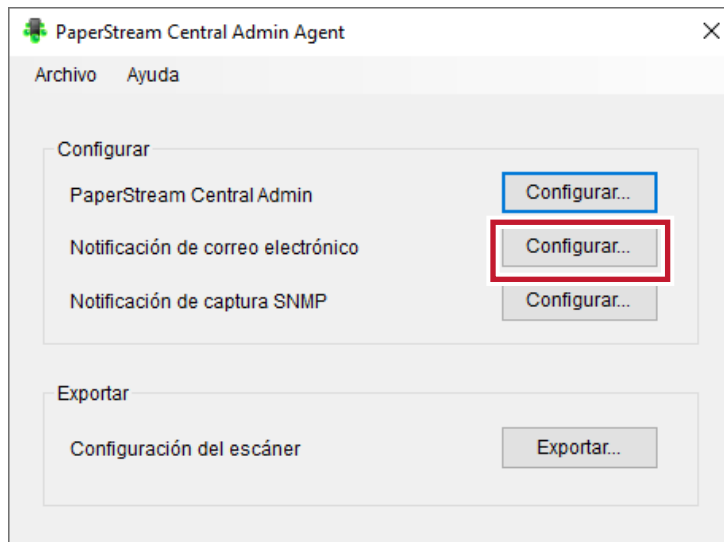 PaperStream Central Admin Agent
Archivo Ayuda
Configurar
PaperStream Central Admin Configurar...
Notificación de correo electrónico Configurar...
Notificación de captura SNMP Configurar...
Exportar
Configuración del escáner Exportar...